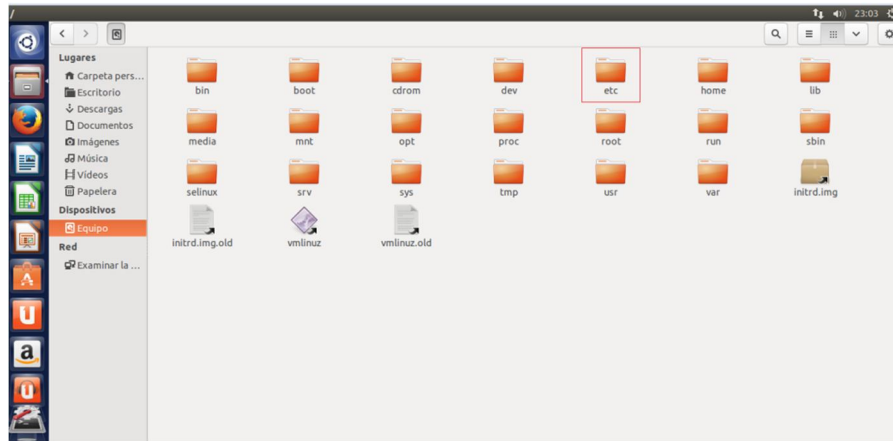 /
23:03
Lugares
Carpeta pers...
Escritorio
Descargas
Documentos
Imágenes
Música
Vídeos
Papelera
Dispositivos
Equipo
Red
Examinar la ...
bin boot cdrom dev etc home lib
media mnt opt proc root run sbin
selinux srv sys tmp usr var initrd.img
initrd.img.old vmlinuz vmlinuz.old